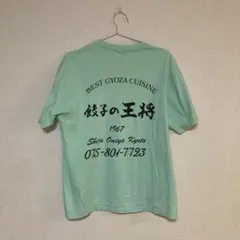 BEST GYOZA CUISINE
餃子の王将
1967
Shijo Omiya Kyoto
075-801-7723